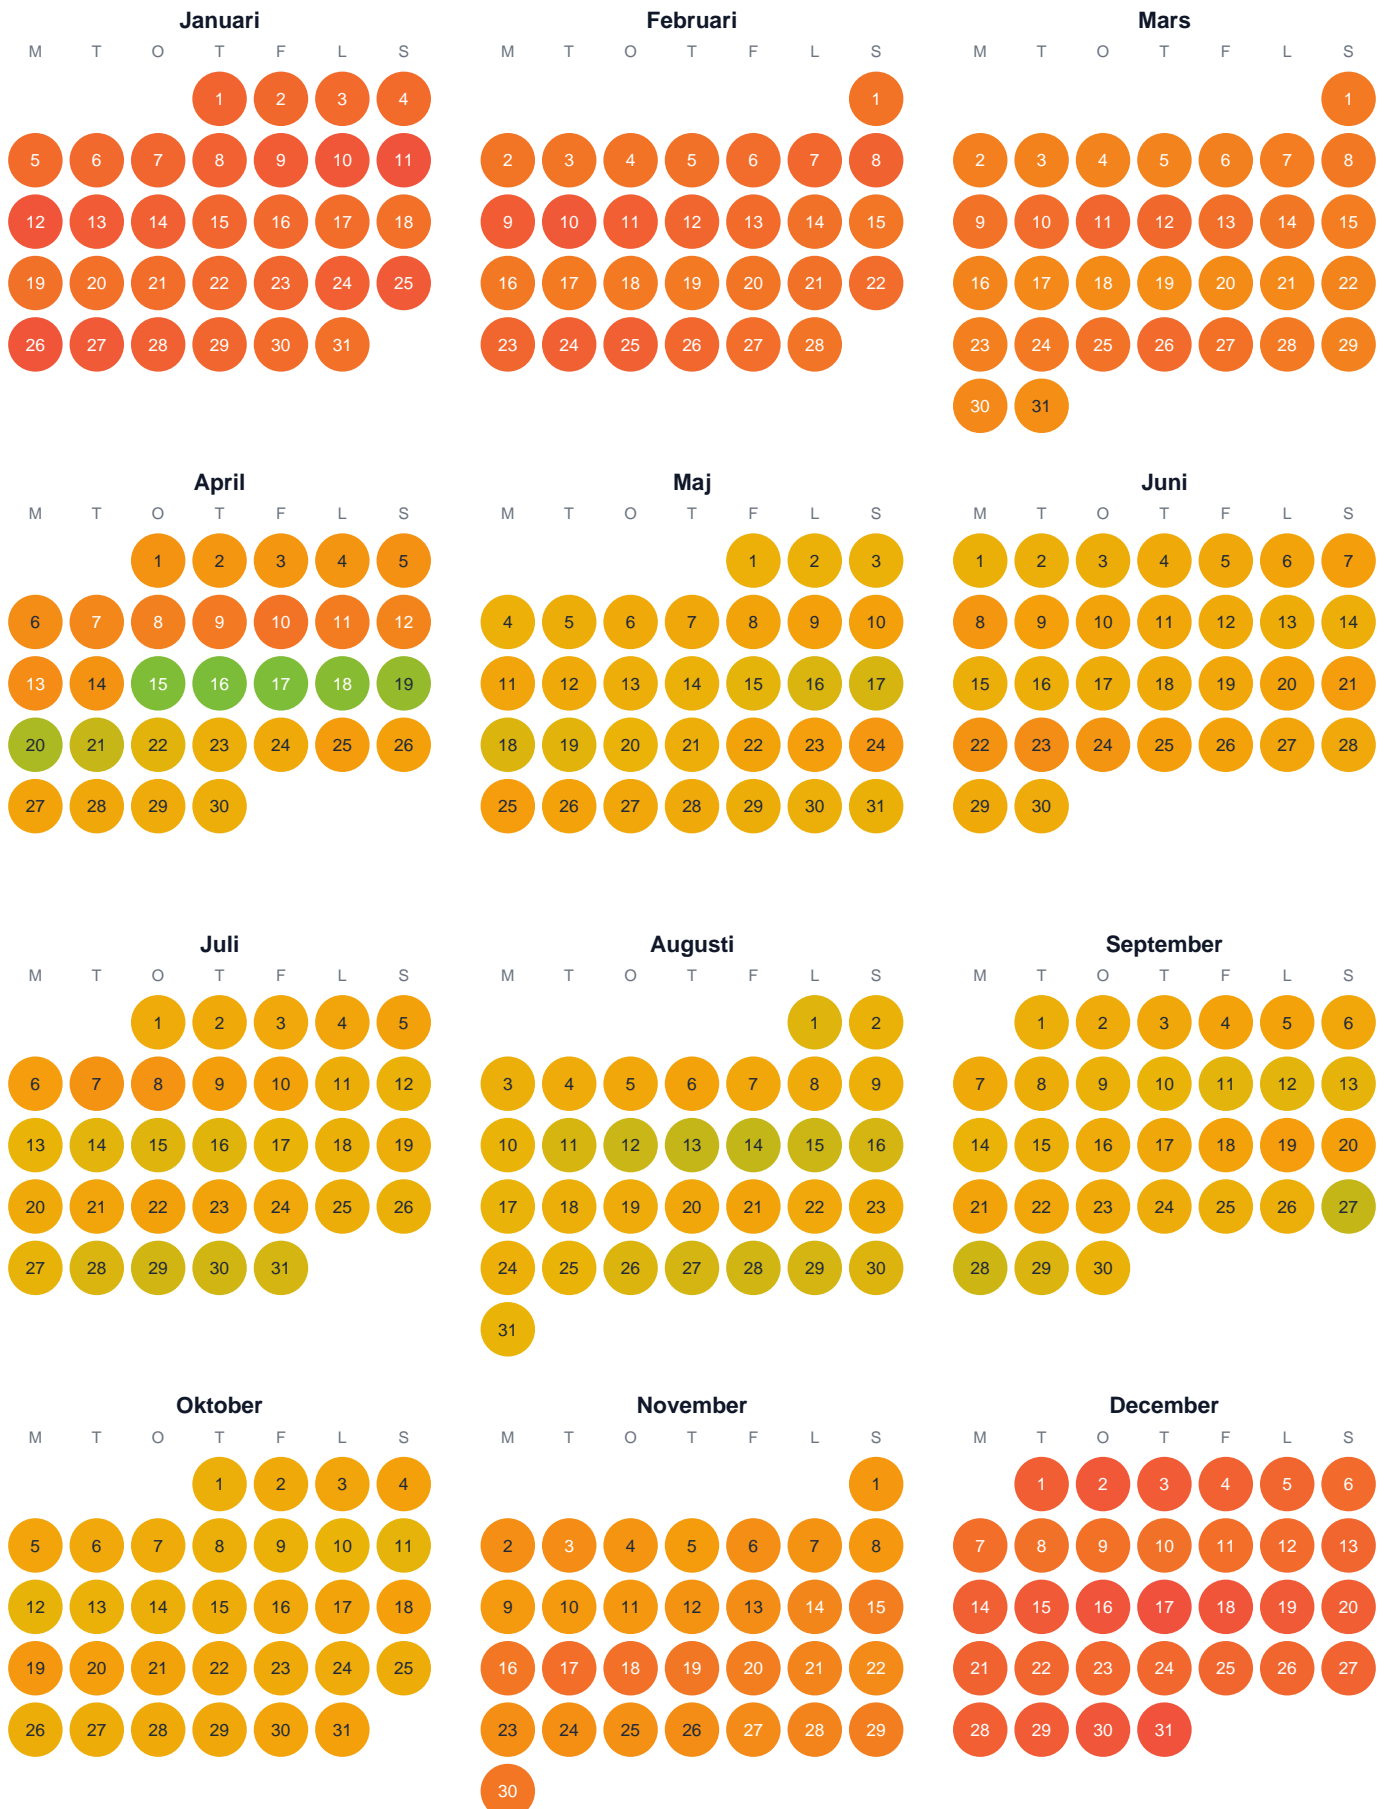 Januari Februari Mars
M T O T F L S M T O T F L S M T O T F L S
1 2 3 4 1 1
5 6 7 8 9 10 11 2 3 4 5 6 7 8 2 3 4 5 6 7 8
12 13 14 15 16 17 18 9 10 11 12 13 14 15 9 10 11 12 13 14 15
19 20 21 22 23 24 25 16 17 18 19 20 21 22 16 17 18 19 20 21 22
26 27 28 29 30 31 23 24 25 26 27 28 23 24 25 26 27 28 29
30 31
April Maj Juni
M T O T F L S M T O T F L S M T O T F L S
1 2 3 4 5 1 2 3 1 2 3 4 5 6 7
6 7 8 9 10 11 12 4 5 6 7 8 9 10 8 9 10 11 12 13 14
13 14 15 16 17 18 19 11 12 13 14 15 16 17 15 16 17 18 19 20 21
20 21 22 23 24 25 26 18 19 20 21 22 23 24 22 23 24 25 26 27 28
27 28 29 30 25 26 27 28 29 30 31 29 30
Juli Augusti September
M T O T F L S M T O T F L S M T O T F L S
1 2 3 4 5 1 2 1 2 3 4 5 6
6 7 8 9 10 11 12 3 4 5 6 7 8 9 7 8 9 10 11 12 13
13 14 15 16 17 18 19 10 11 12 13 14 15 16 14 15 16 17 18 19 20
20 21 22 23 24 25 26 17 18 19 20 21 22 23 21 22 23 24 25 26 27
27 28 29 30 31 24 25 26 27 28 29 30 28 29 30
31
Oktober November December
M T O T F L S M T O T F L S M T O T F L S
1 2 3 4 1 1 2 3 4 5 6
5 6 7 8 9 10 11 2 3 4 5 6 7 8 7 8 9 10 11 12 13
12 13 14 15 16 17 18 9 10 11 12 13 14 15 14 15 16 17 18 19 20
19 20 21 22 23 24 25 16 17 18 19 20 21 22 21 22 23 24 25 26 27
26 27 28 29 30 31 23 24 25 26 27 28 29 28 29 30 31
30